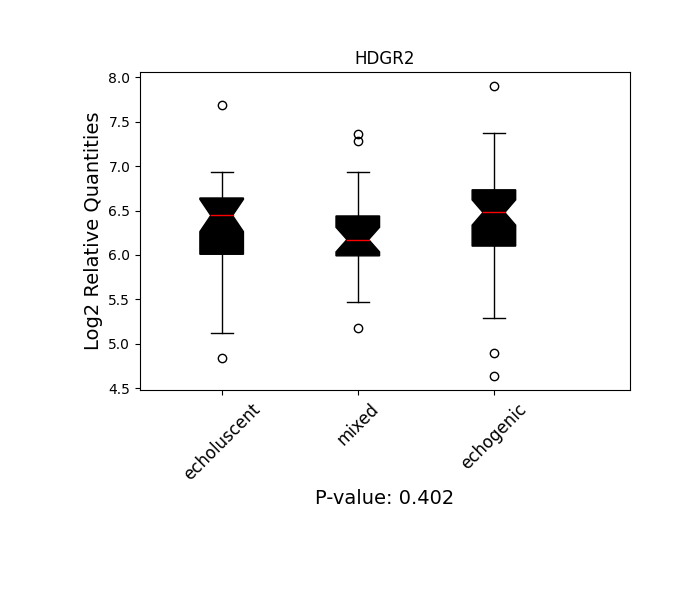 HDGR2
Log2 Relative Quantities
8.0
7.5
7.0
6.5
6.0
5.5
5.0
4.5
echoluscent
mixed
echogenic
P-value: 0.402